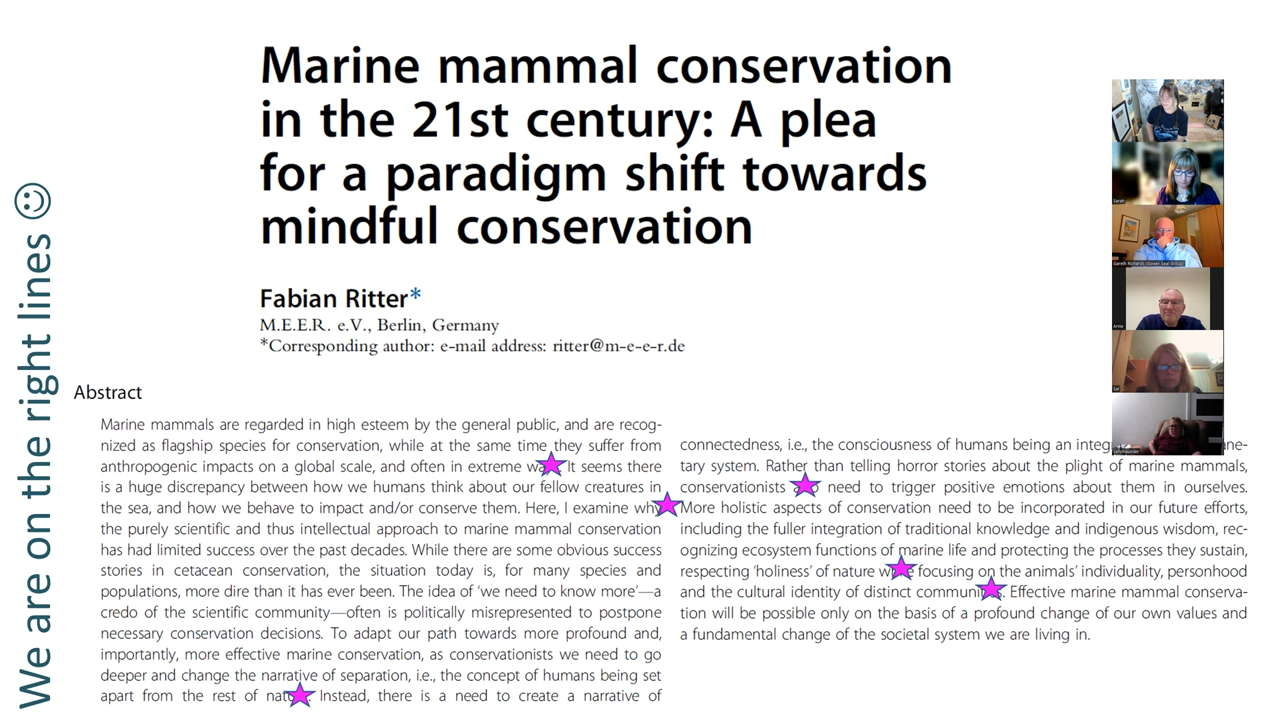 We are on the right lines ☺
Marine mammal conservation
in the 21st century: A plea
for a paradigm shift towards
mindful conservation
Fabian Ritter*
M.E.E.R. e.V., Berlin, Germany
*Corresponding author: e-mail address: ritter@m-e-e-r.de
Abstract
Marine mammals are regarded in high esteem by the general public, and are recog-
nized as flagship species for conservation, while at the same time they suffer from
anthropogenic impacts on a global scale, and often in extreme It seems there
is a huge discrepancy between how we humans think about our fellow creatures in
the sea, and how we behave to impact and/or conserve them. Here, I examine why
the purely scientific and thus intellectual approach to marine mammal conservation
has had limited success over the past decades. While there are some obvious success
stories in cetacean conservation, the situation today is, for many species and
populations, more dire than it has ever been. The idea of 'we need to know more'—a
credo of the scientific community—often is politically misrepresented to postpone
necessary conservation decisions. To adapt our path towards more profound and,
importantly, more effective marine conservation, as conservationists we need to go
deeper and change the narrative of separation, i.e., the concept of humans being set
apart from the rest of Instead, there is a need to create a narrative of
connectedness, i.e., the consciousness of humans being an
tary system. Rather than telling horror stories about the plight of marine mammals,
conservationists need to trigger positive emotions about them in ourselves.
More holistic aspects of conservation need to be incorporated in our future efforts,
including the fuller integration of traditional knowledge and indigenous wisdom, rec-
ognizing ecosystem functions of marine life and protecting the processes they sustain,
respecting 'holiness' of nature focusing on the animals' individuality, personhood
and the cultural identity of distinct Effective marine mammal conserva-
tion will be possible only on the basis of a profound change of our own values and
a fundamental change of the societal system we are living in.
Sarah
Gareth Richards
Annie